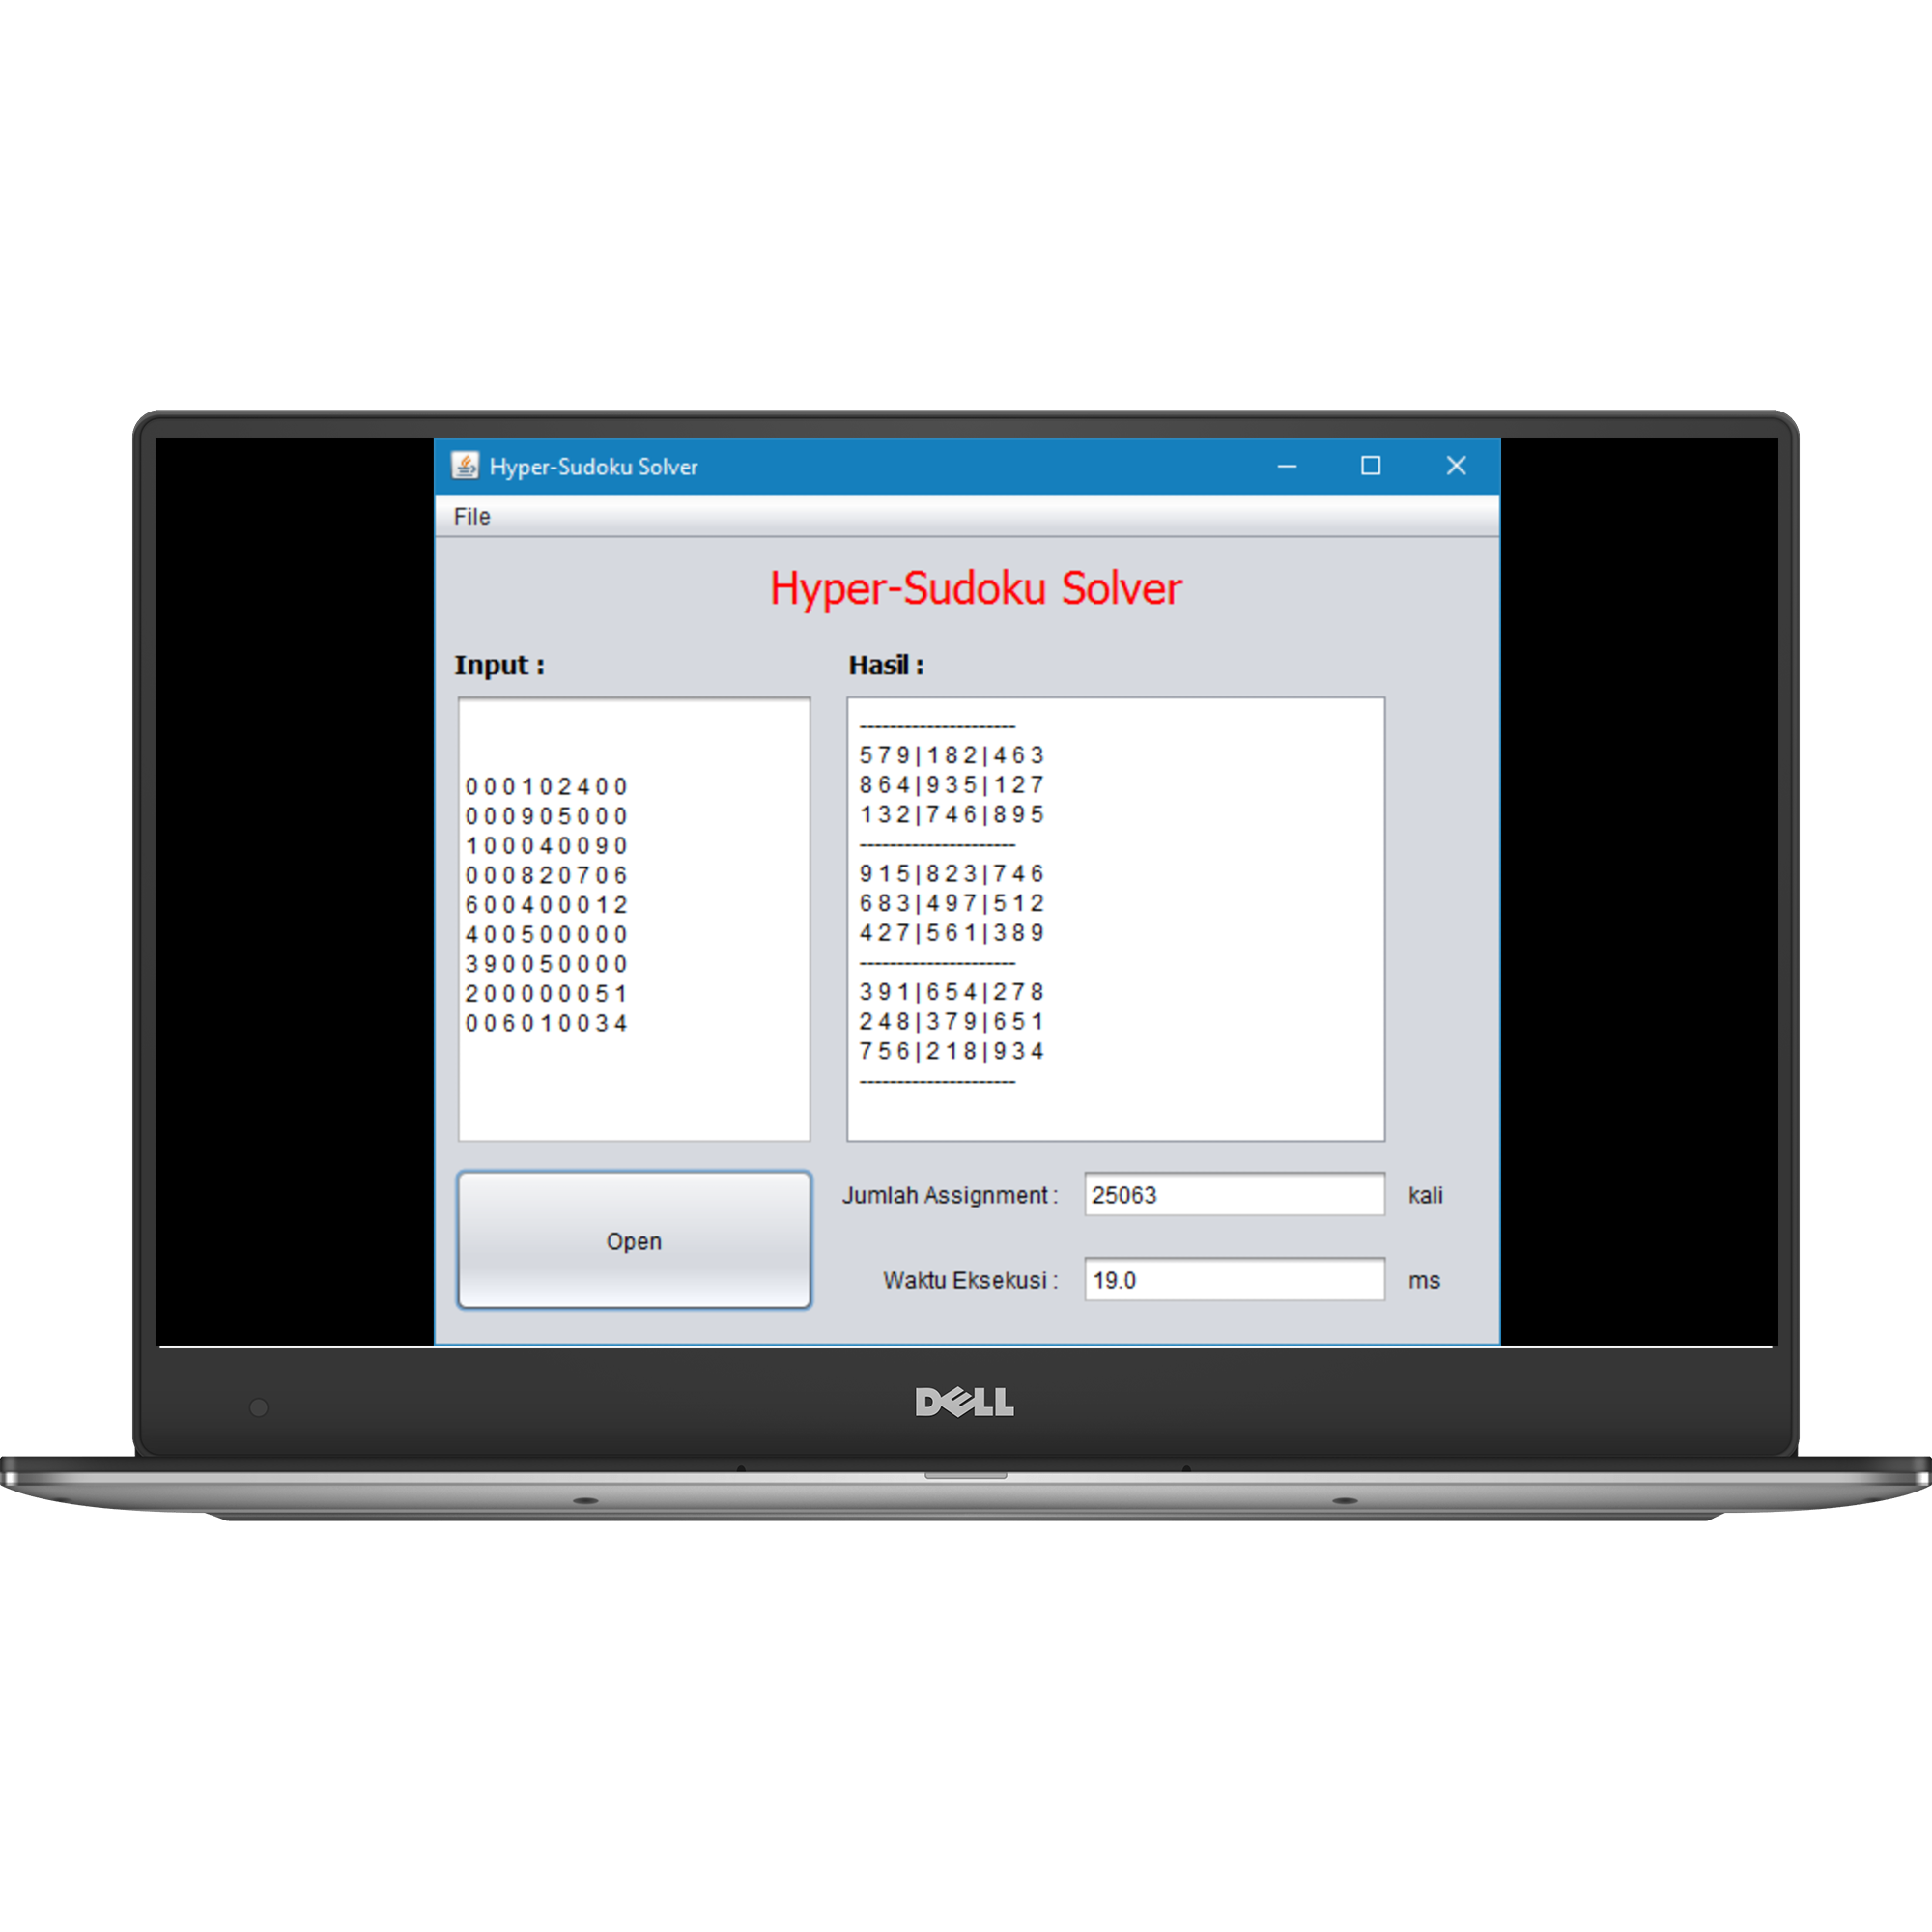 Hyper-Sudoku Solver
File
Hyper-Sudoku Solver
Input :
0 0 0 1 0 2 4 0 0
0 0 0 9 0 5 0 0 0
1 0 0 0 4 0 0 9 0
0 0 0 8 2 0 7 0 6
6 0 0 4 0 0 0 1 2
4 0 0 5 0 0 0 0 0
3 9 0 0 5 0 0 0 0
2 0 0 0 0 0 0 5 1
0 0 6 0 1 0 0 3 4
Hasil :
----------------------
5 7 9 | 1 8 2 | 4 6 3
8 6 4 | 9 3 5 | 1 2 7
1 3 2 | 7 4 6 | 8 9 5
----------------------
9 1 5 | 8 2 3 | 7 4 6
6 8 3 | 4 9 7 | 5 1 2
4 2 7 | 5 6 1 | 3 8 9
----------------------
3 9 1 | 6 5 4 | 2 7 8
2 4 8 | 3 7 9 | 6 5 1
7 5 6 | 2 1 8 | 9 3 4
----------------------
Open
Jumlah Assignment : 25063 kali
Waktu Eksekusi : 19.0 ms
DELL